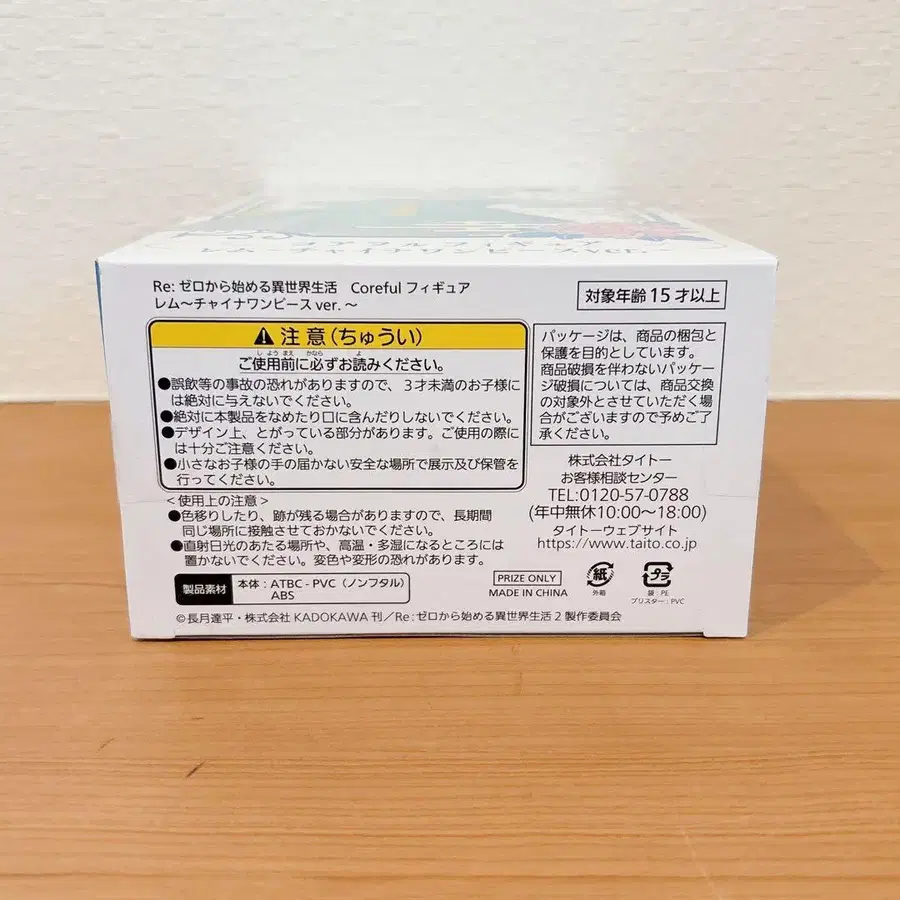 Re: ゼロから始める異世界生活 Coreful フィギュア
レム～チャイナワンピース ver. ～
対象年齢 15 才以上
注意(ちゅうい)
ご使用前に必ずお読みください。
しようまえ かなら よ
●誤飲等の事故の恐れがありますので、3才未満のお子様に
は絶対に与えないでください。
●絶対に本製品をなめたり口に含んだりしないでください。
●デザイン上、とがっている部分があります。ご使用の際に
は十分ご注意ください。
●小さなお子様の手の届かない安全な場所で展示及び保管を
行ってください。
<使用上の注意>
●色移りしたり、跡が残る場合がありますので、長期間
同じ場所に接触させておかないでください。
●直射日光のあたる場所や、高温・多湿になるところには
置かないでください。変色や変形の恐れがあります。
製品素材
本体：ATBC - PVC（ノンフタル）
ABS
パッケージは、商品の梱包と
保護を目的としています。
商品破損を伴わないパッケー
ジ破損については、商品交換
の対象外とさせていただく場
合がございますので予めご了
承ください。
株式会社タイトー
お客様相談センター
TEL:0120-57-0788
(年中無休10:00～18:00)
タイトーウェブサイト
https://www.taito.co.jp
PRIZE ONLY
MADE IN CHINA
紙
外箱
プラ
袋：PE
ブリスター：PVC
©長月達平・株式会社 KADOKAWA 刊／Re：ゼロから始める異世界生活 2 製作委員会